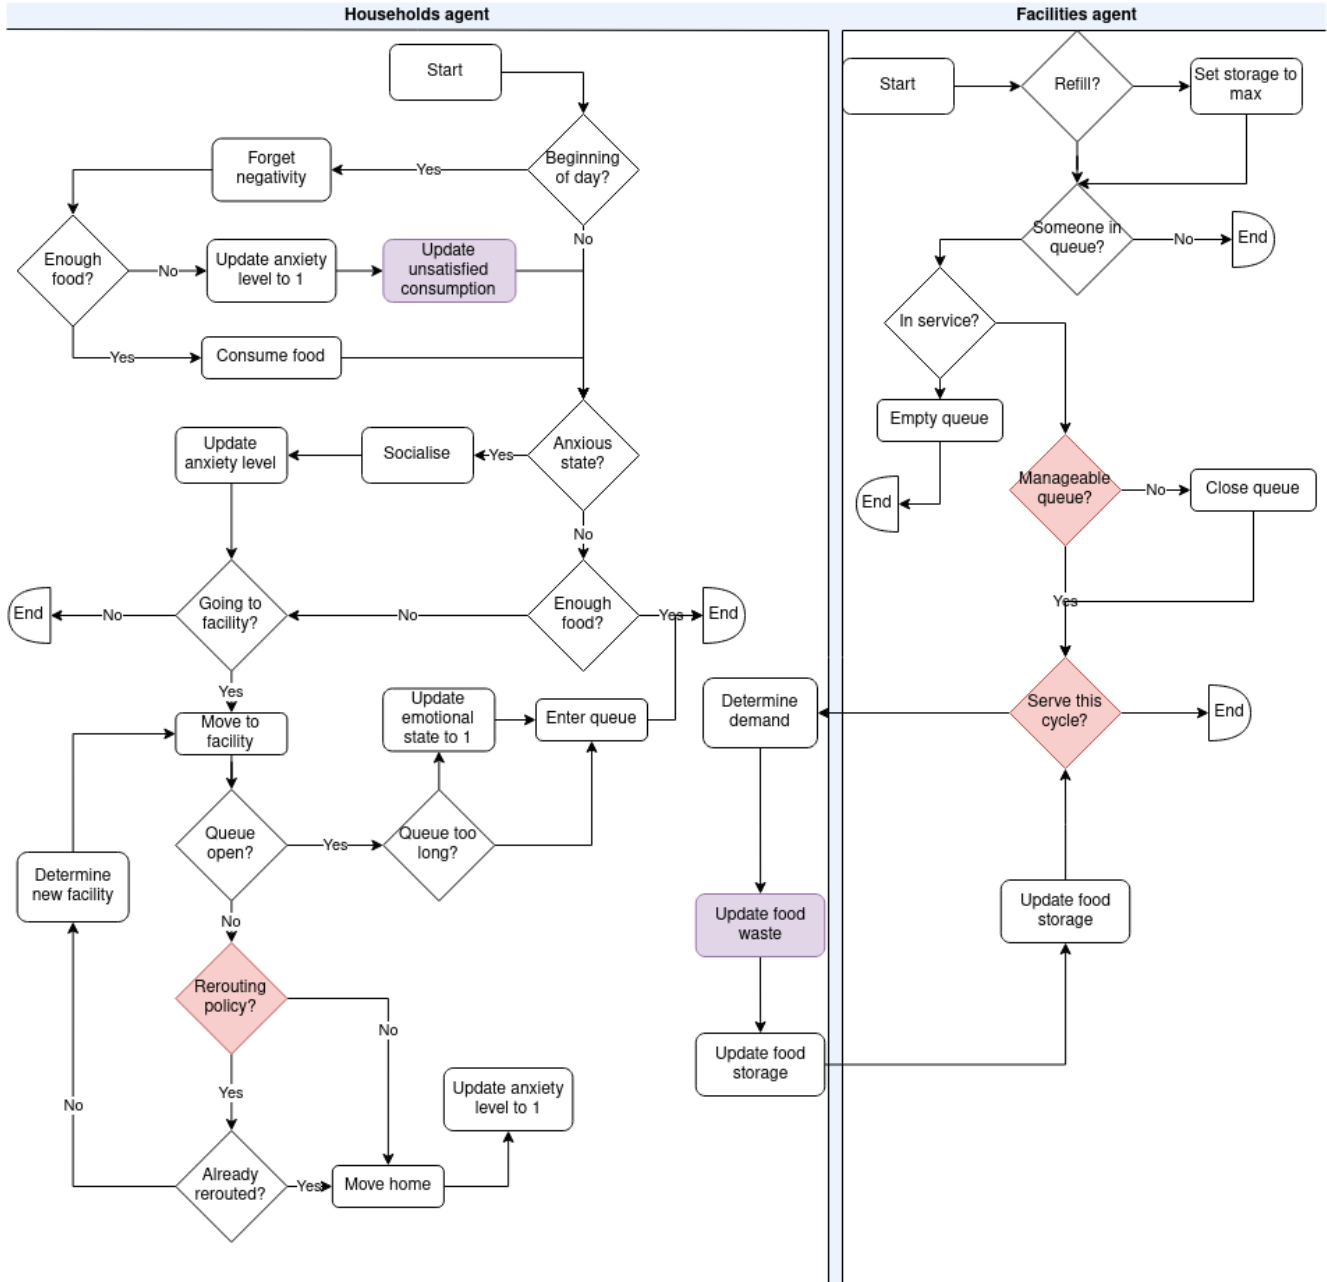 Households agent
Facilities agent
Start
Beginning
of day?
Yes
Forget
negativity
No
Enough
food?
No
Update anxiety
level to 1
Update
unsatisfied
consumption
Yes
Consume food
Anxious
state?
Yes
Socialise
Update
anxiety level
No
Enough
food?
Yes
End
No
Going to
facility?
No
End
Yes
Move to
facility
Queue
open?
Yes
Queue too
long?
Update
emotional
state to 1
Enter queue
No
Rerouting
policy?
No
Yes
Already
rerouted?
Yes
Move home
Update anxiety
level to 1
No
Determine
new facility
Determine
demand
Update food
waste
Update food
storage
Start
Refill?
Set storage to
max
Someone in
queue?
No
End
In service?
Empty queue
End
Manageable
queue?
No
Close queue
Yes
Serve this
cycle?
End
Update food
storage